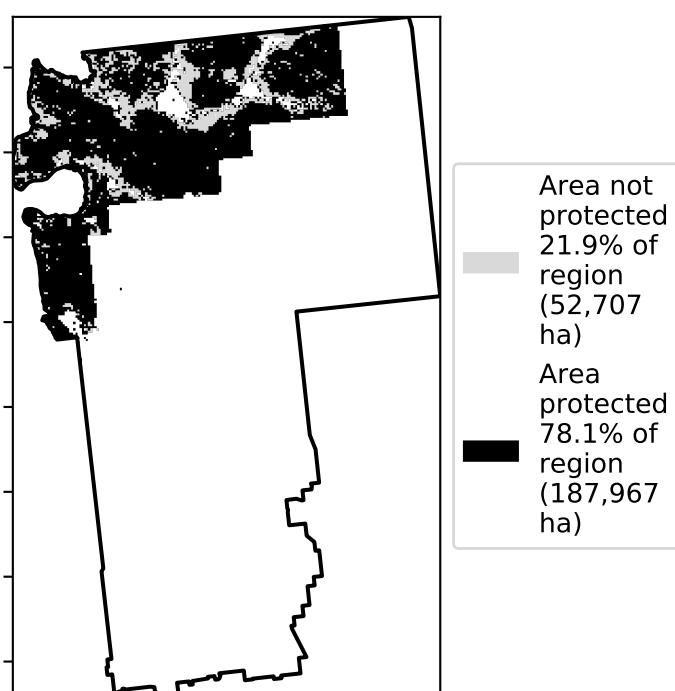 Area not
protected
21.9% of
region
(52,707
ha)
Area
protected
78.1% of
region
(187,967
ha)